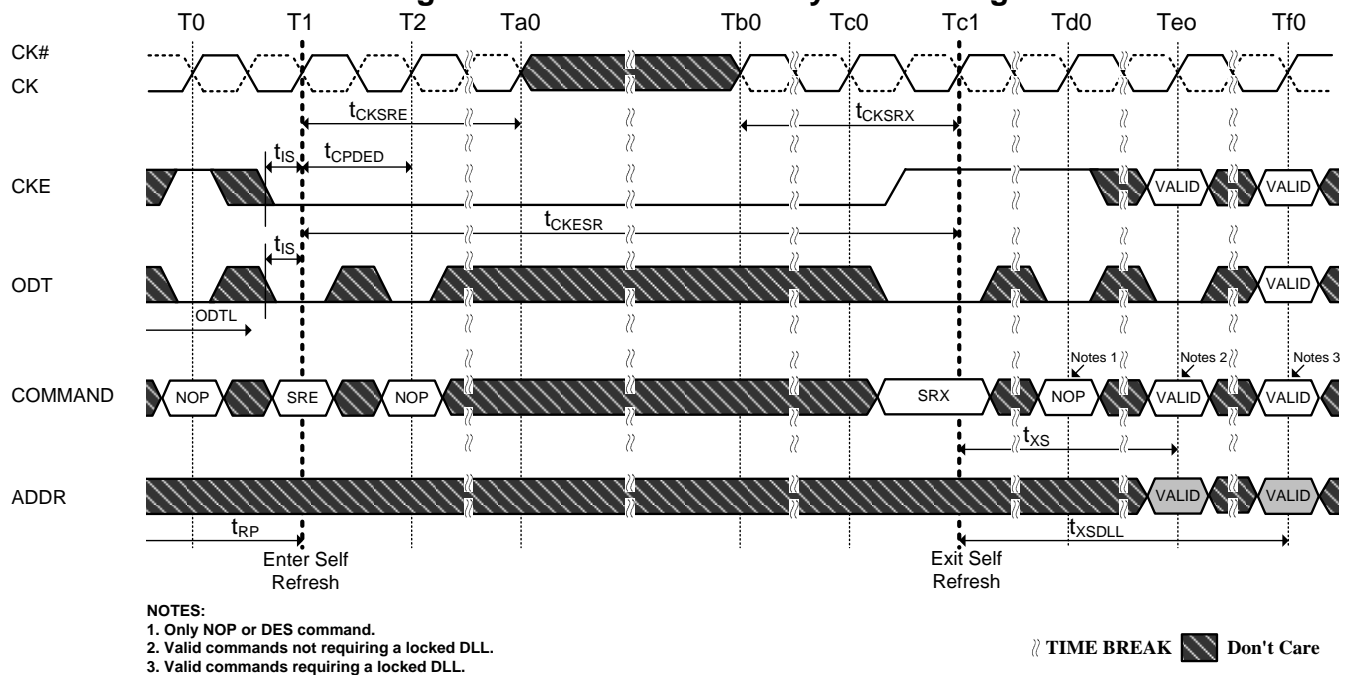 T0 T1 T2 Ta0 Tb0 Tc0 Tc1 Td0 Teo Tf0
CK#
CK
tCKSRE tCKSRX
tIS tCPDED
CKE VALID VALID
tCKESR
tIS
ODT VALID
ODTL
Notes 1 Notes 2 Notes 3
COMMAND NOP SRE NOP SRX NOP VALID VALID
tXS
ADDR VALID VALID
tRP tXSDLL
Enter Self Refresh
Exit Self Refresh
NOTES:
1. Only NOP or DES command.
2. Valid commands not requiring a locked DLL.
3. Valid commands requiring a locked DLL.
TIME BREAK Don't Care